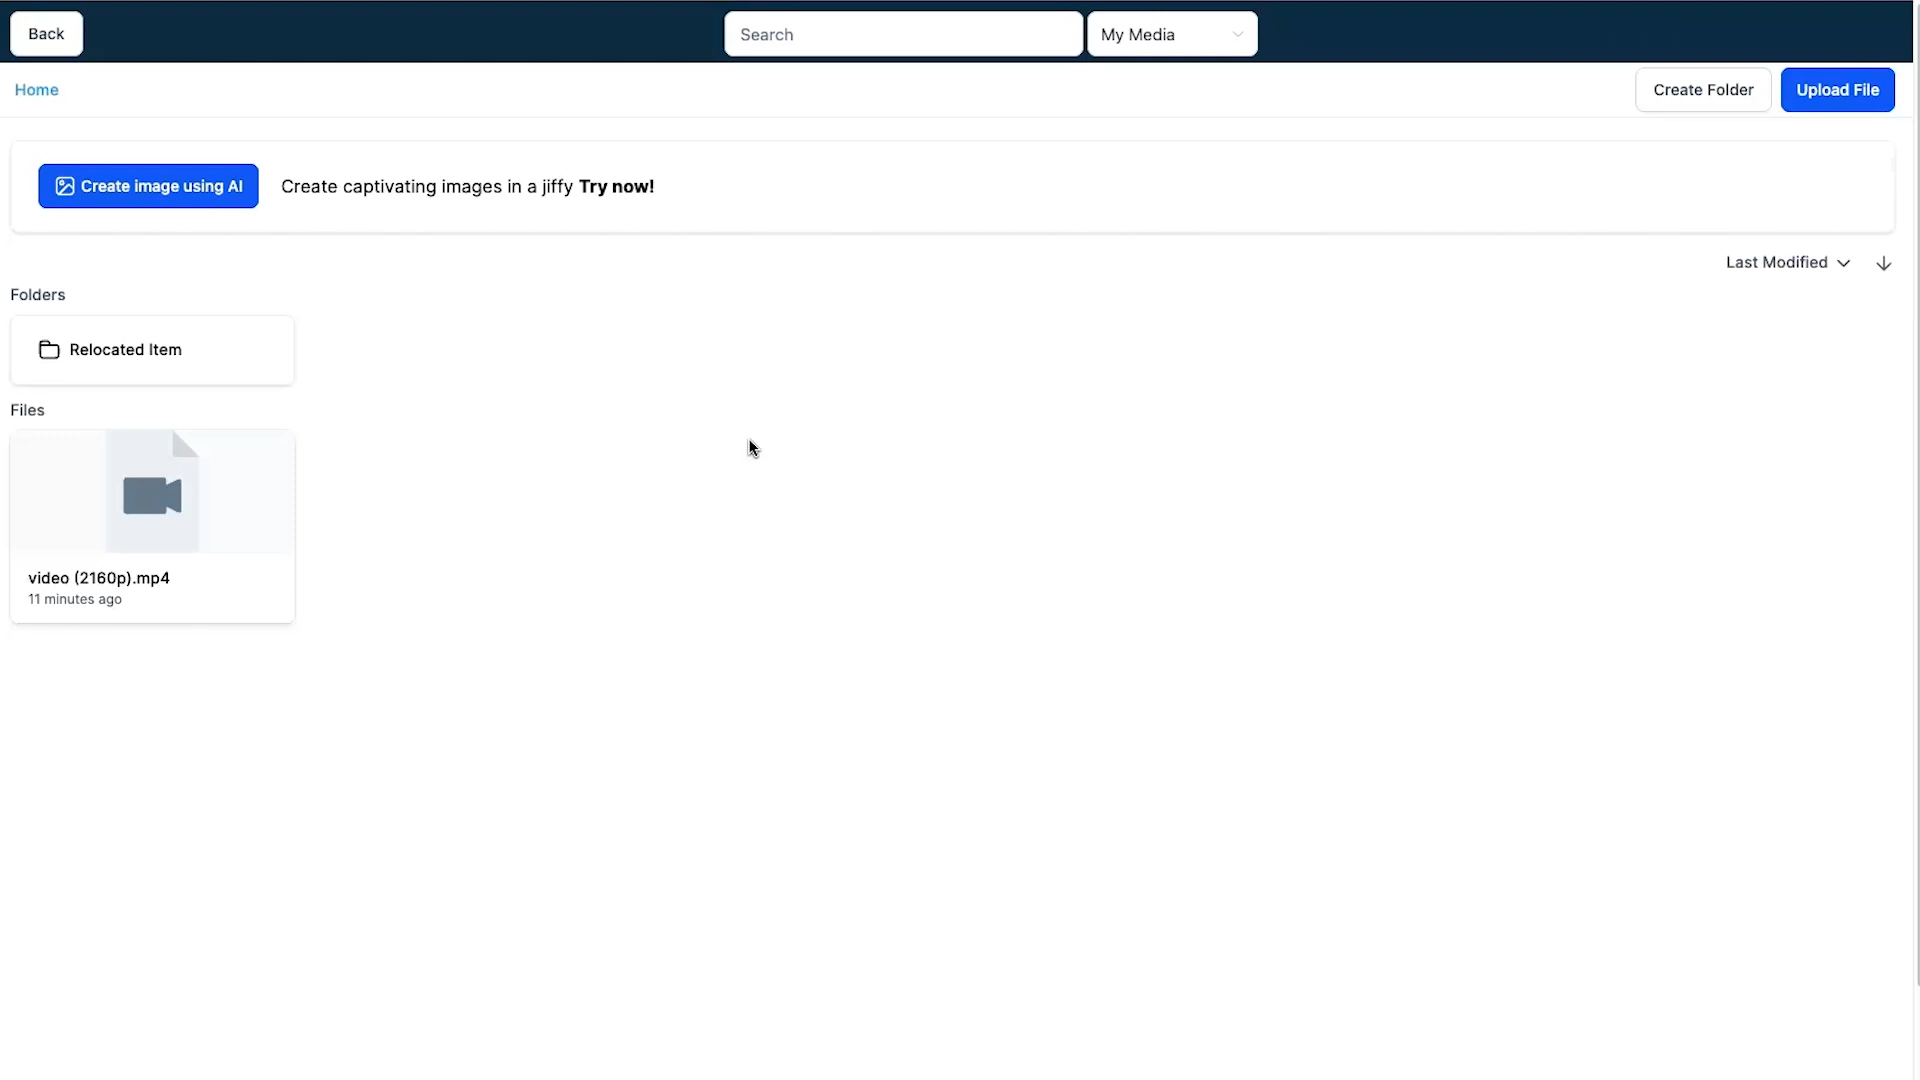 Back
Search
My Media
Home
Create Folder
Upload File
Create image using AI
Create captivating images in a jiffy Try now!
Last Modified
Folders
Relocated Item
Files
video (2160p).mp4
11 minutes ago